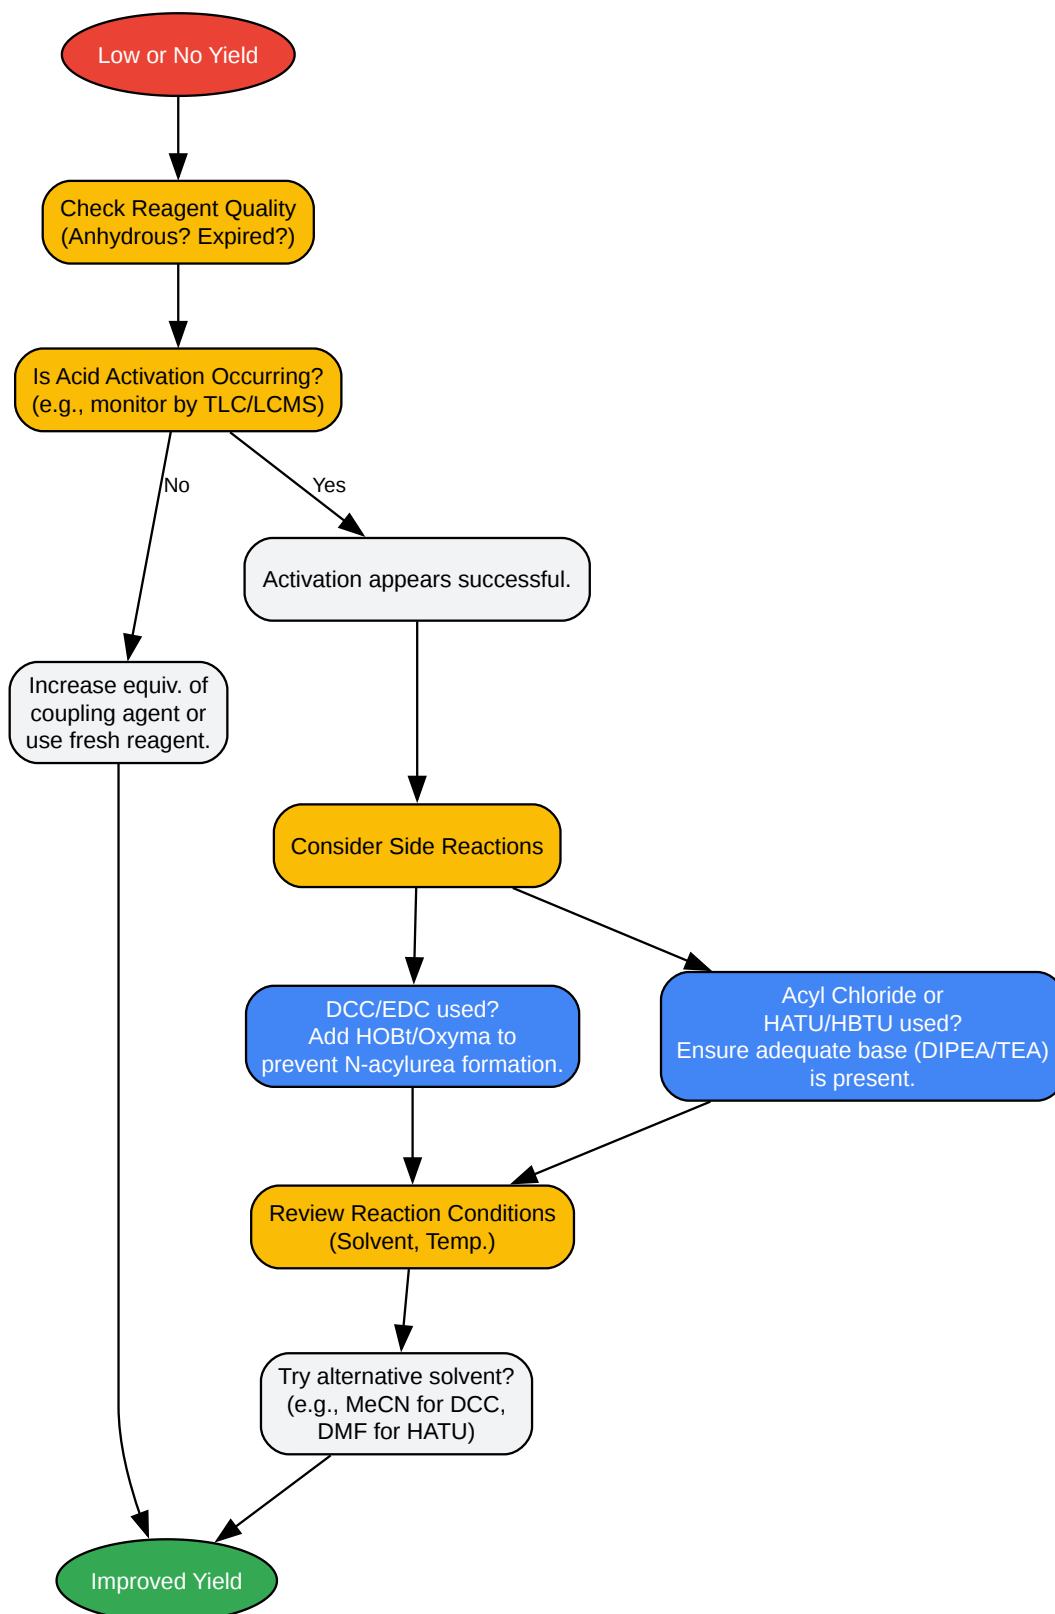 Low or No Yield
Check Reagent Quality
(Anhydrous? Expired?)
Is Acid Activation Occurring?
(e.g., monitor by TLC/LCMS)
No
Yes
Activation appears successful.
Increase equiv. of
coupling agent or
use fresh reagent.
Consider Side Reactions
DCC/EDC used?
Add HOBt/Oxyma to
prevent N-acylurea formation.
Acyl Chloride or
HATU/HBTU used?
Ensure adequate base (DIPEA/TEA)
is present.
Review Reaction Conditions
(Solvent, Temp.)
Try alternative solvent?
(e.g., MeCN for DCC,
DMF for HATU)
Improved Yield